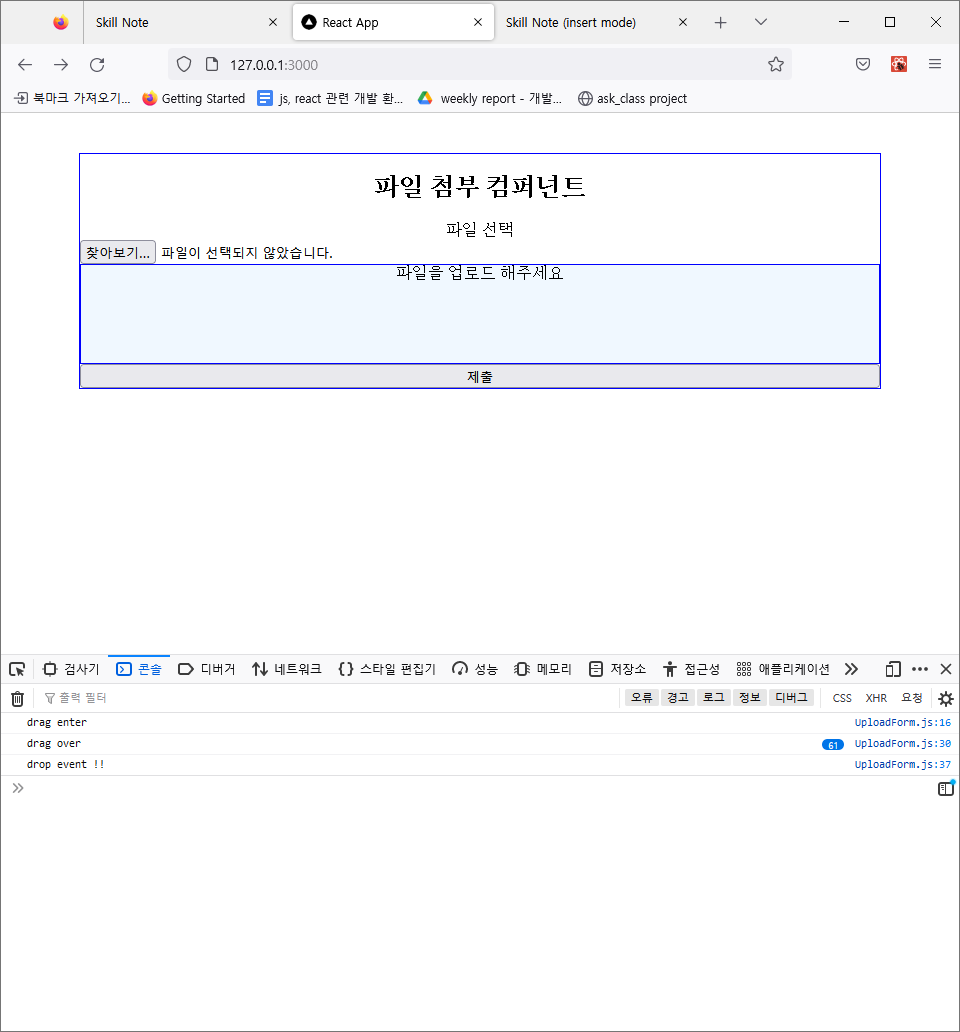 Skill Note
React App
Skill Note (insert mode)
127.0.0.1:3000
북마크 가져오기... Getting Started js, react 관련 개발 환... weekly report - 개발... ask_class project
파일 첨부 컴퍼넌트
파일 선택
찾아보기... 파일이 선택되지 않았습니다.
파일을 업로드 해주세요
제출
검사기 콘솔 디버거 네트워크 스타일 편집기 성능 메모리 저장소 접근성 애플리케이션
출력 필터 오류 경고 로그 정보 디버그 CSS XHR 요청
drag enter UploadForm.js:16
drag over 61 UploadForm.js:30
drop event !! UploadForm.js:37